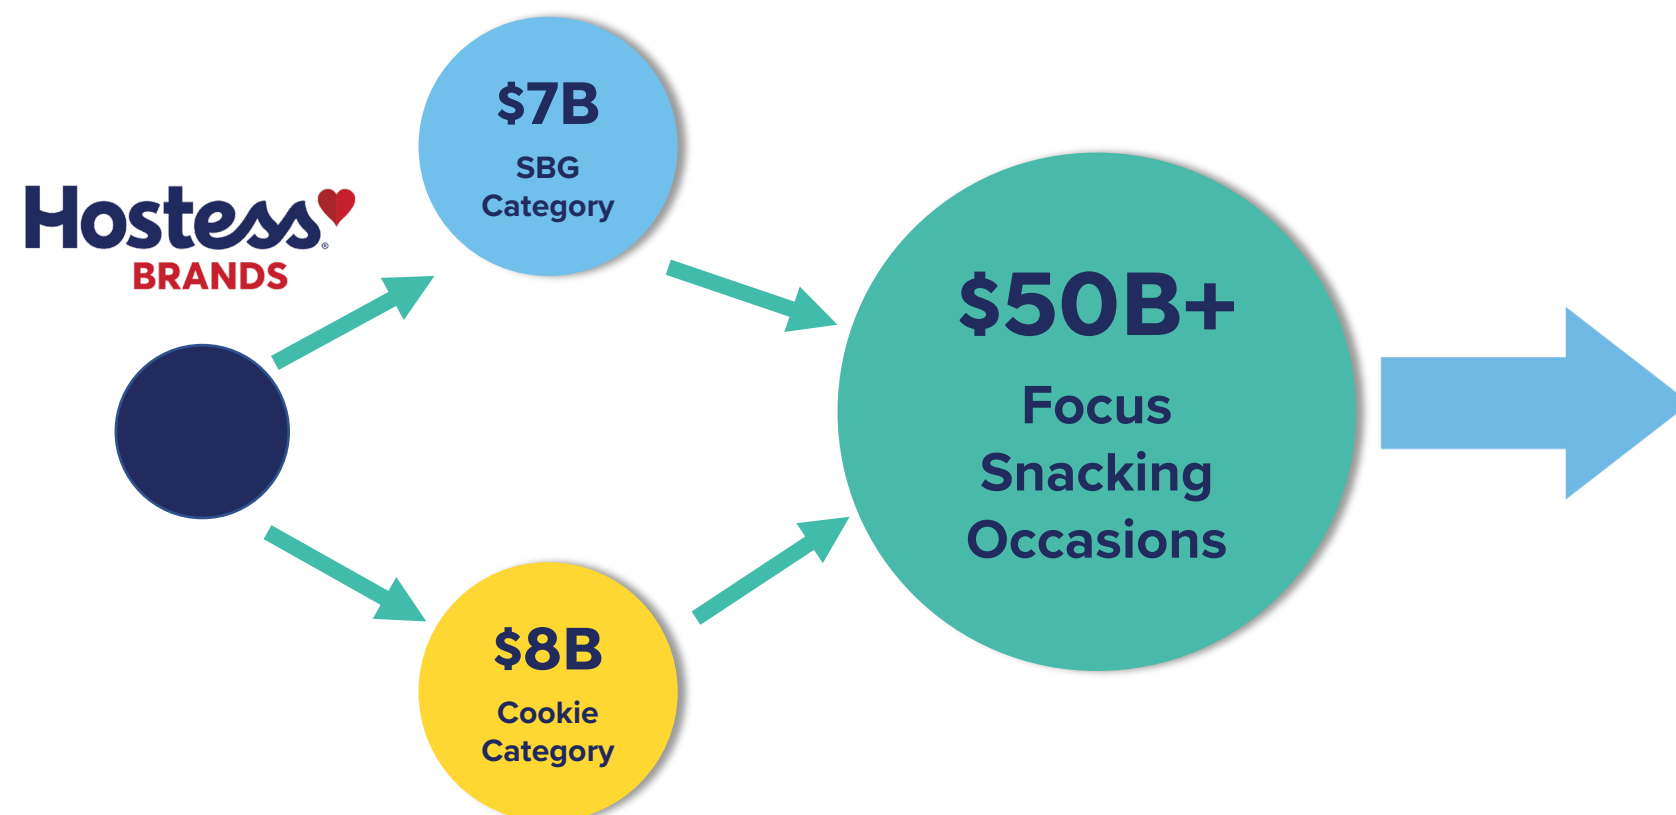 Hostess®
BRANDS
$7B
SBG
Category
$8B
Cookie
Category
$50B+
Focus
Snacking
Occasions